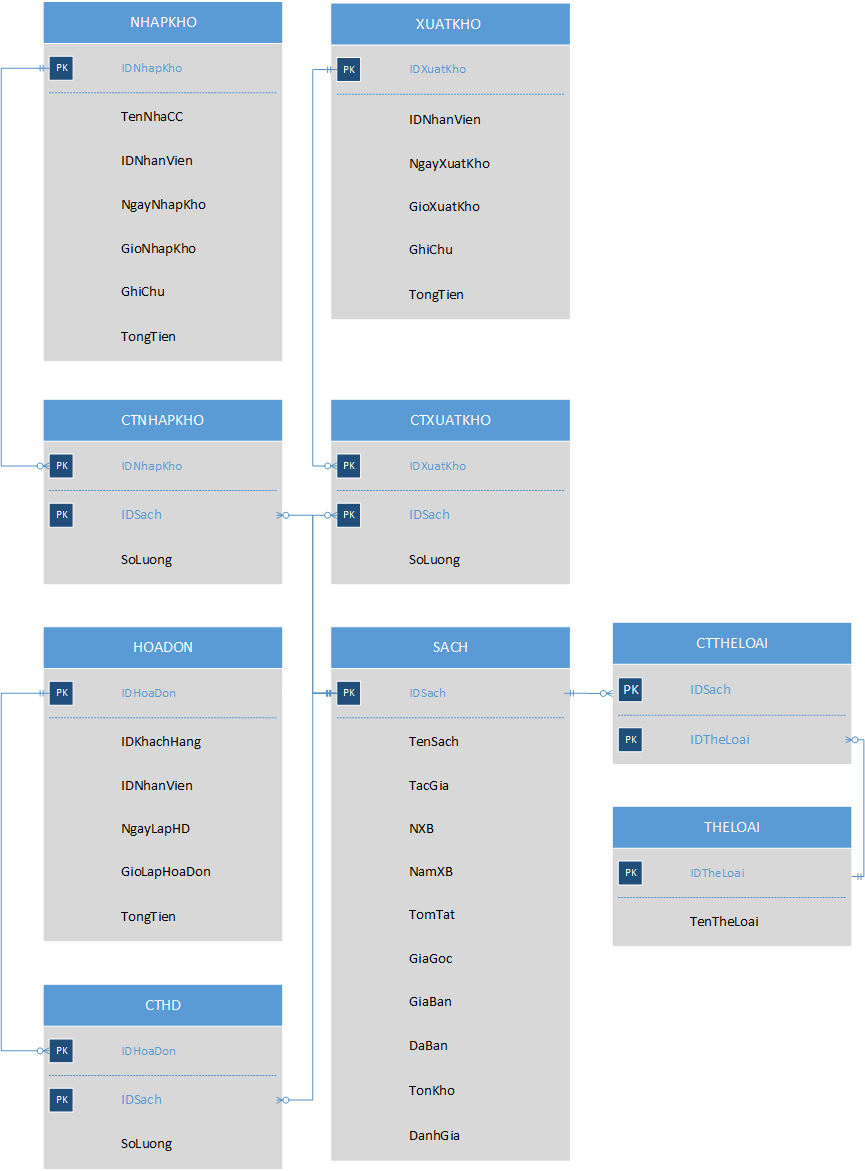 NHAPKHO
PK IDNhapKho
TenNhaCC
IDNhanVien
NgayNhapKho
GioNhapKho
GhiChu
TongTien
XUATKHO
PK IDXuatKho
IDNhanVien
NgayXuatKho
GioXuatKho
GhiChu
TongTien
CTNHAPKHO
PK IDNhapKho
PK IDSach
SoLuong
CTXUATKHO
PK IDXuatKho
PK IDSach
SoLuong
HOADON
PK IDHoaDon
IDKhachHang
IDNhanVien
NgayLapHD
GioLapHoaDon
TongTien
SACH
PK IDSach
TenSach
TacGia
NXB
NamXB
TomTat
GiaGoc
GiaBan
DaBan
TonKho
DanhGia
CTTHELOAI
PK IDSach
PK IDTheLoai
THELOAI
PK IDTheLoai
TenTheLoai
CTHD
PK IDHoaDon
PK IDSach
SoLuong